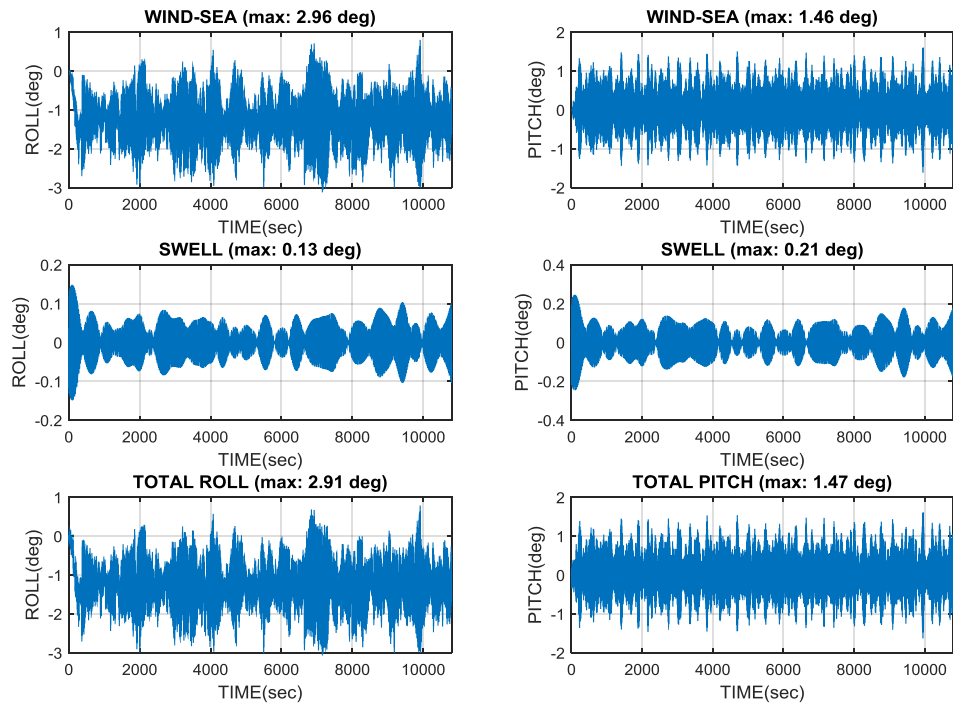 WIND-SEA (max: 2.96 deg)
1
0
-1
-2
-3
ROLL(deg)
0 2000 4000 6000 8000 10000
TIME(sec)
WIND-SEA (max: 1.46 deg)
2
1
0
-1
-2
PITCH(deg)
0 2000 4000 6000 8000 10000
TIME(sec)
SWELL (max: 0.13 deg)
0.2
0.1
0
-0.1
-0.2
ROLL(deg)
0 2000 4000 6000 8000 10000
TIME(sec)
SWELL (max: 0.21 deg)
0.4
0.2
0
-0.2
-0.4
PITCH(deg)
0 2000 4000 6000 8000 10000
TIME(sec)
TOTAL ROLL (max: 2.91 deg)
1
0
-1
-2
-3
ROLL(deg)
0 2000 4000 6000 8000 10000
TIME(sec)
TOTAL PITCH (max: 1.47 deg)
2
1
0
-1
-2
PITCH(deg)
0 2000 4000 6000 8000 10000
TIME(sec)